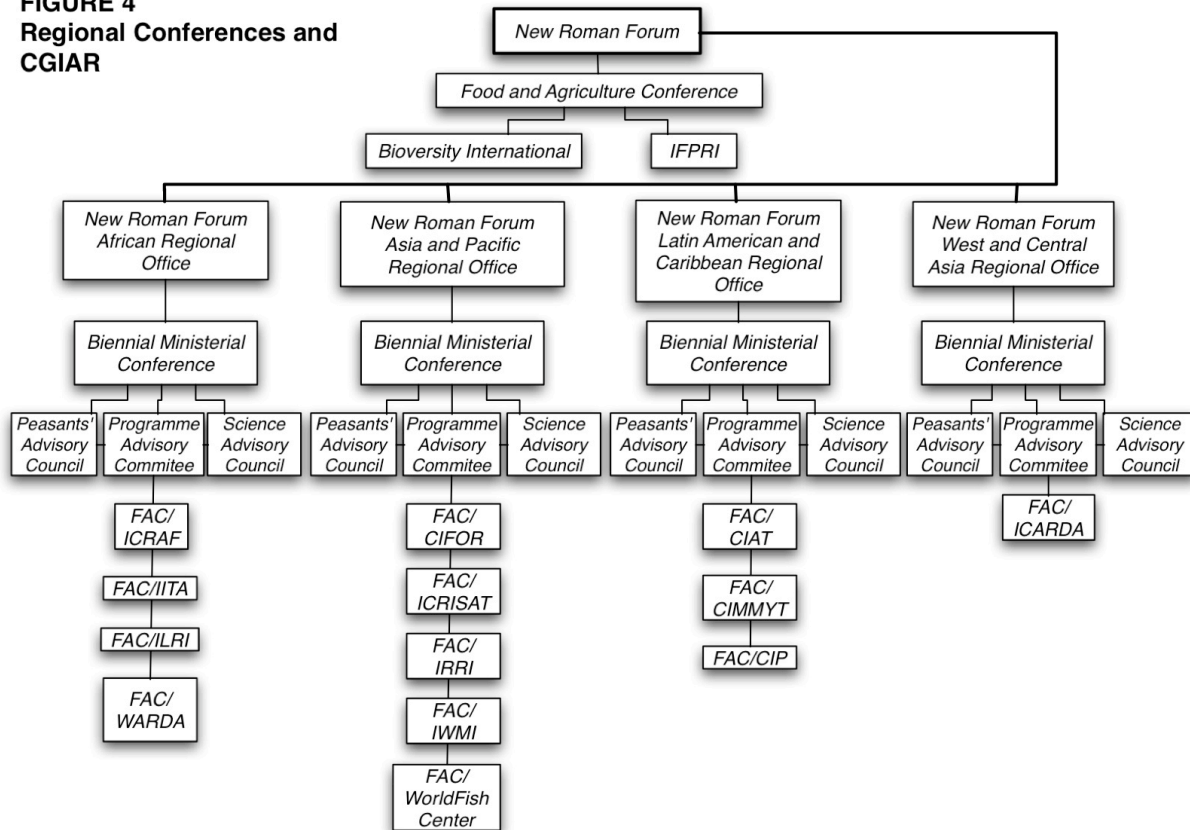 FIGURE 4
Regional Conferences and
CGIAR
New Roman Forum
Food and Agriculture Conference
Bioversity International
IFPRI
New Roman Forum
African Regional
Office
New Roman Forum
Asia and Pacific
Regional Office
New Roman Forum
Latin American and
Caribbean Regional
Office
New Roman Forum
West and Central
Asia Regional Office
Biennial Ministerial
Conference
Biennial Ministerial
Conference
Biennial Ministerial
Conference
Biennial Ministerial
Conference
Peasants'
Advisory
Council
Programme
Advisory
Commitee
Science
Advisory
Council
Peasants'
Advisory
Council
Programme
Advisory
Commitee
Science
Advisory
Council
Peasants'
Advisory
Council
Programme
Advisory
Commitee
Science
Advisory
Council
Peasants'
Advisory
Council
Programme
Advisory
Commitee
Science
Advisory
Council
FAC/
ICRAF
FAC/IITA
FAC/ILRI
FAC/
WARDA
FAC/
CIFOR
FAC/
ICRISAT
FAC/
IRRI
FAC/
IWMI
FAC/
WorldFish
Center
FAC/
CIAT
FAC/
CIMMYT
FAC/CIP
FAC/
ICARDA